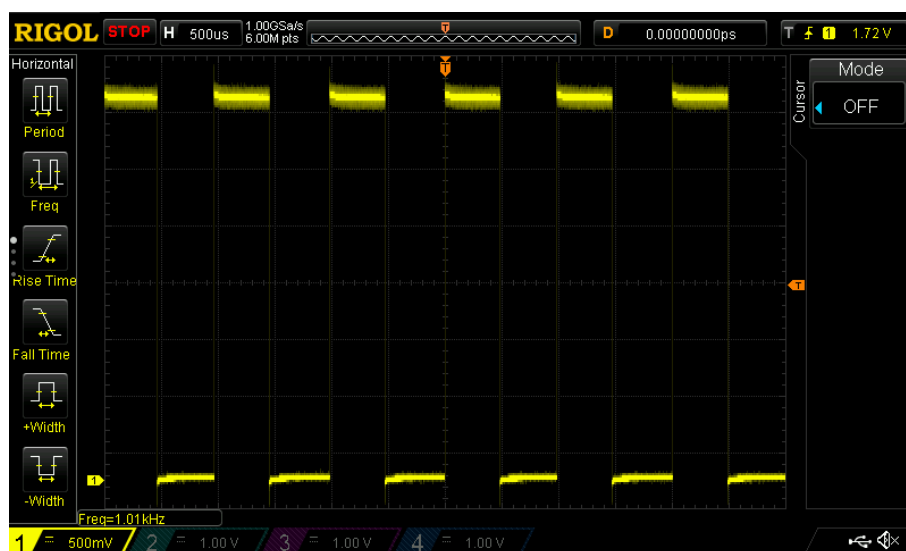 RIGOL STOP H 500us 1.00GSa/s 6.00M pts T D 0.00000000ps T 1 1.72 V
Horizontal
Period
Freq
Rise Time
Fall Time
+Width
-Width
T
T
1
Cursor
Mode
OFF
Freq=1.01kHz
1 = 500mV 2 = 1.00 V 3 = 1.00 V 4 = 1.00 V